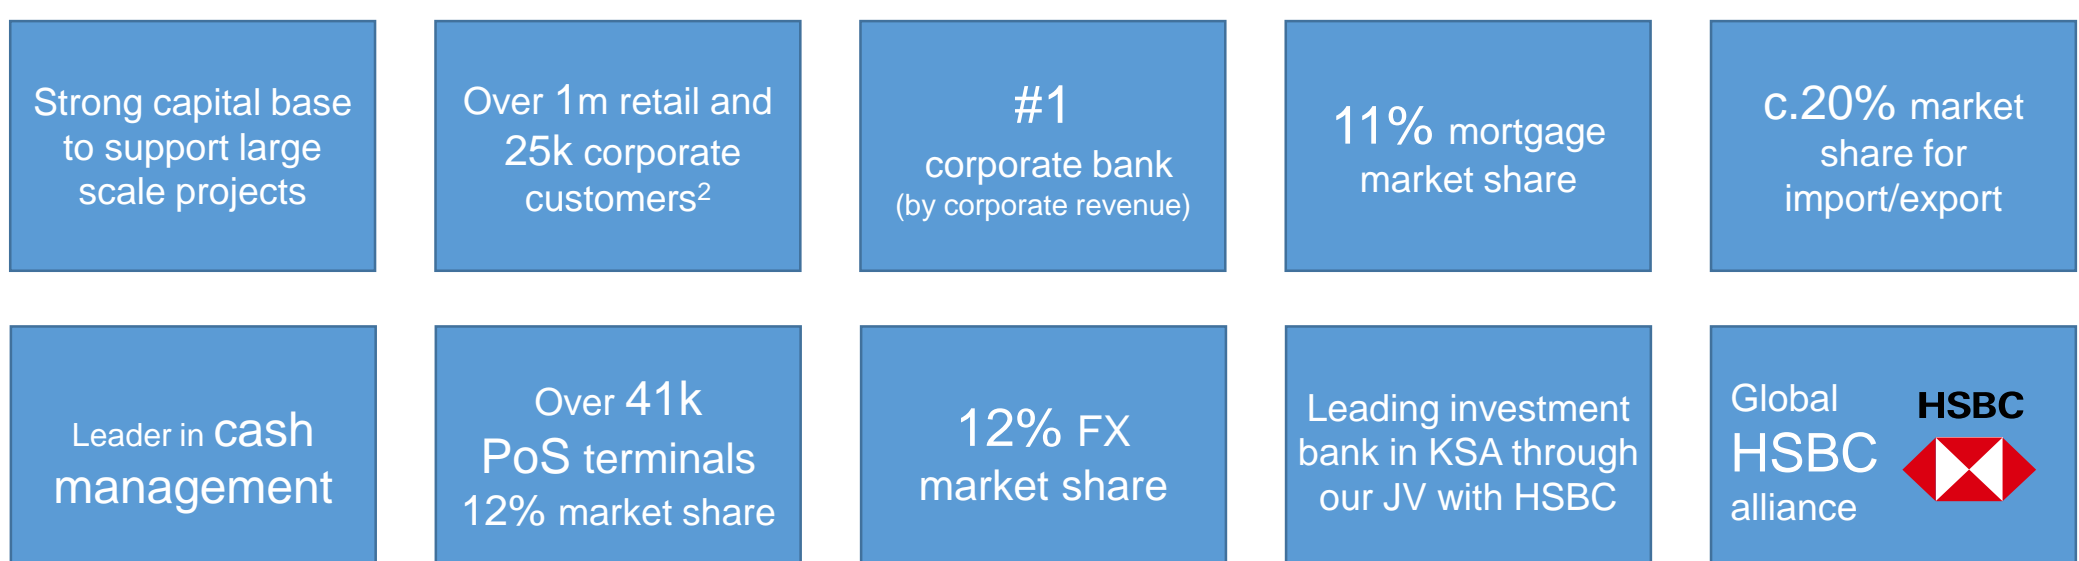 Strong capital base
to support large
scale projects
Over 1m retail and
25k corporate
customers²
#1
corporate bank
(by corporate revenue)
11% mortgage
market share
c.20% market
share for
import/export
Leader in cash
management
Over 41k
PoS terminals
12% market share
12% FX
market share
Leading investment
bank in KSA through
our JV with HSBC
Global
HSBC
alliance
HSBC